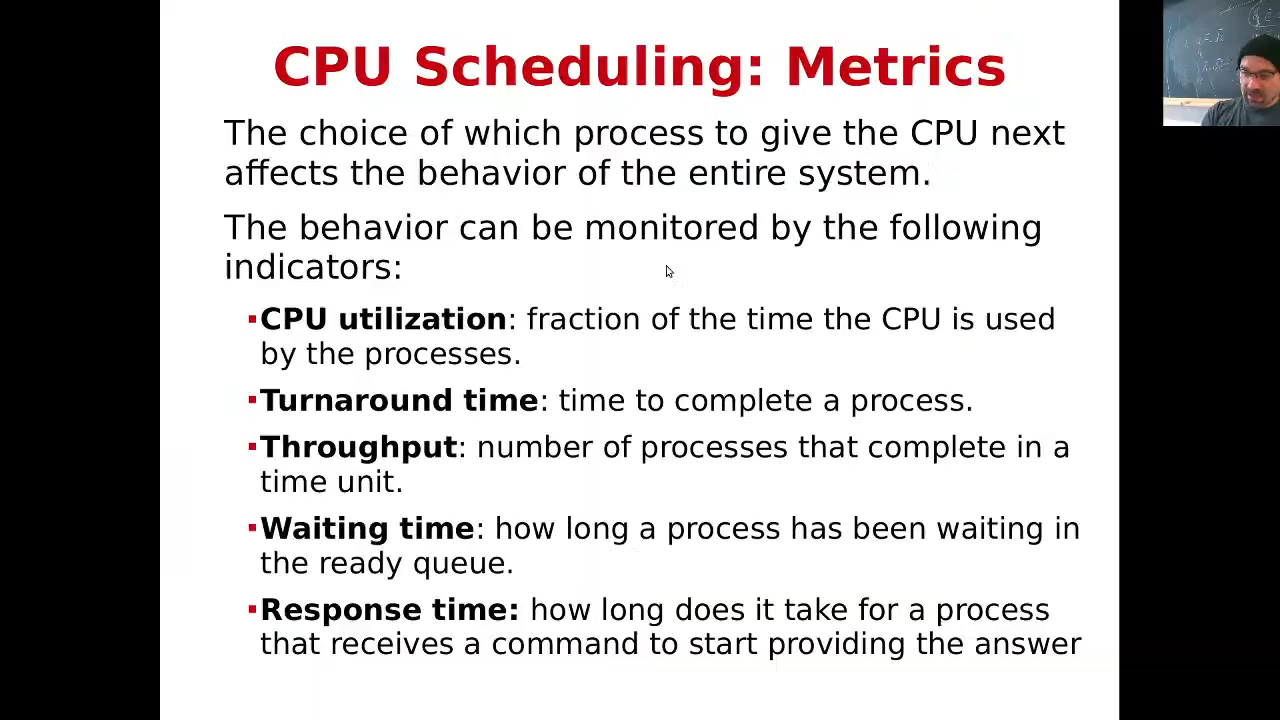 CPU Scheduling: Metrics
The choice of which process to give the CPU next
affects the behavior of the entire system.
The behavior can be monitored by the following
indicators:
▪CPU utilization: fraction of the time the CPU is used
by the processes.
▪Turnaround time: time to complete a process.
▪Throughput: number of processes that complete in a
time unit.
▪Waiting time: how long a process has been waiting in
the ready queue.
▪Response time: how long does it take for a process
that receives a command to start providing the answer